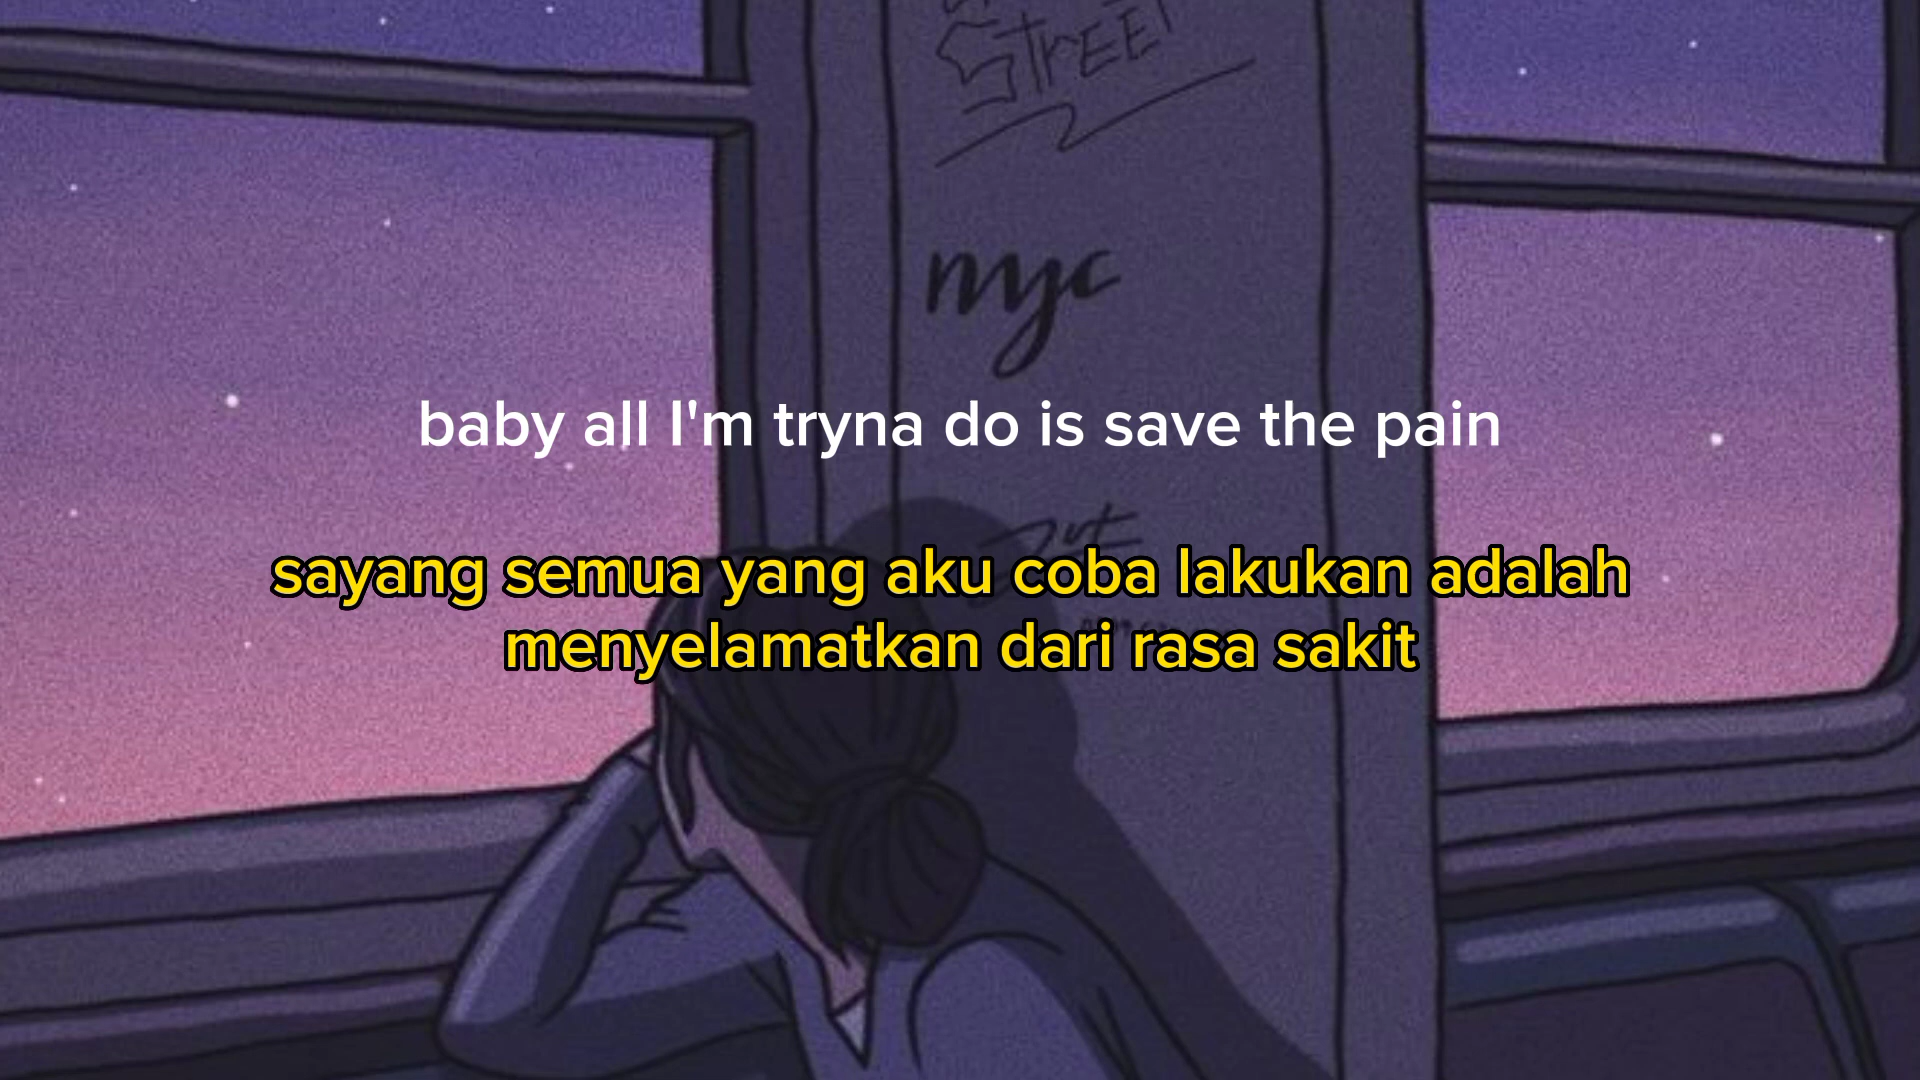 STREET
nyc
baby all I'm tryna do is save the pain
sayang semua yang aku coba lakukan adalah
menyelamatkan dari rasa sakit